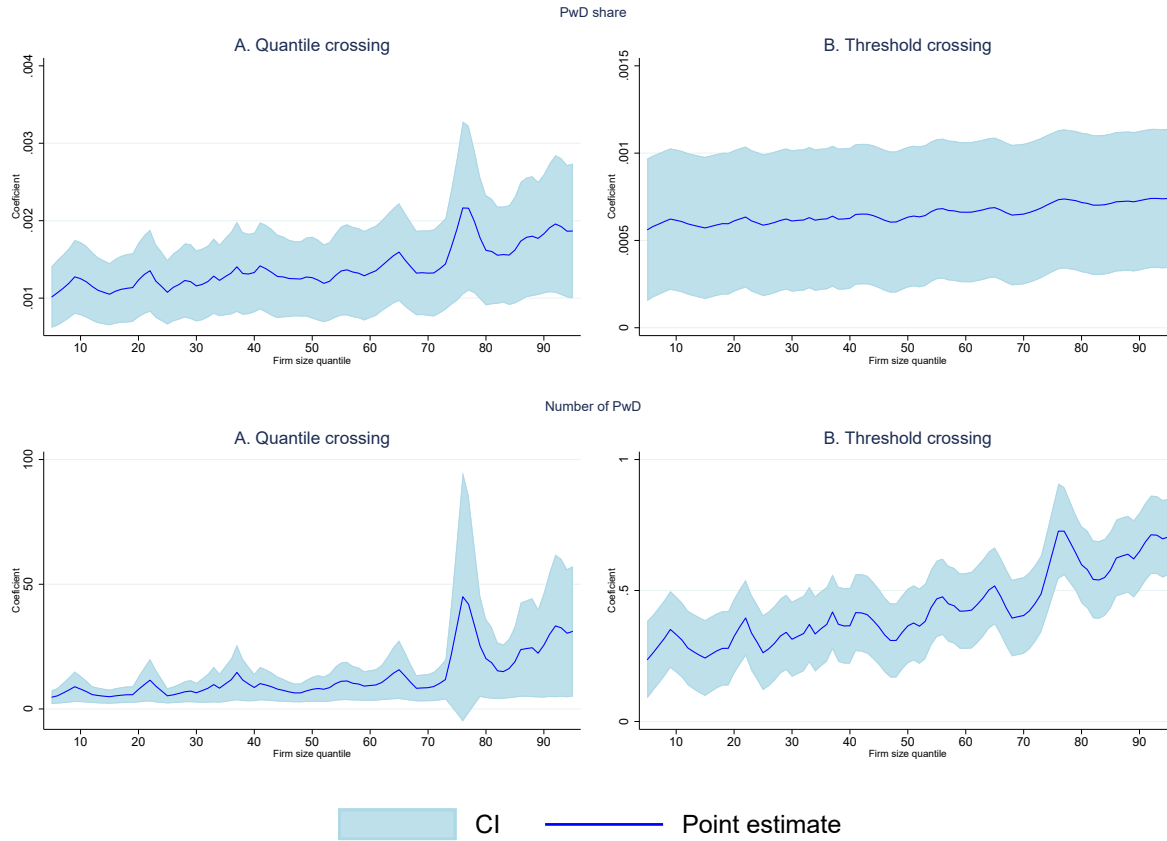 PwD share
A. Quantile crossing
B. Threshold crossing
.004
.003
.002
.001
Coeficient
10 20 30 40 50 60 70 80 90
Firm size quantile
.0015
.001
.0005
0
Coeficient
10 20 30 40 50 60 70 80 90
Firm size quantile
Number of PwD
A. Quantile crossing
B. Threshold crossing
100
50
0
Coeficient
10 20 30 40 50 60 70 80 90
Firm size quantile
1
.5
0
Coeficient
10 20 30 40 50 60 70 80 90
Firm size quantile
CI
Point estimate